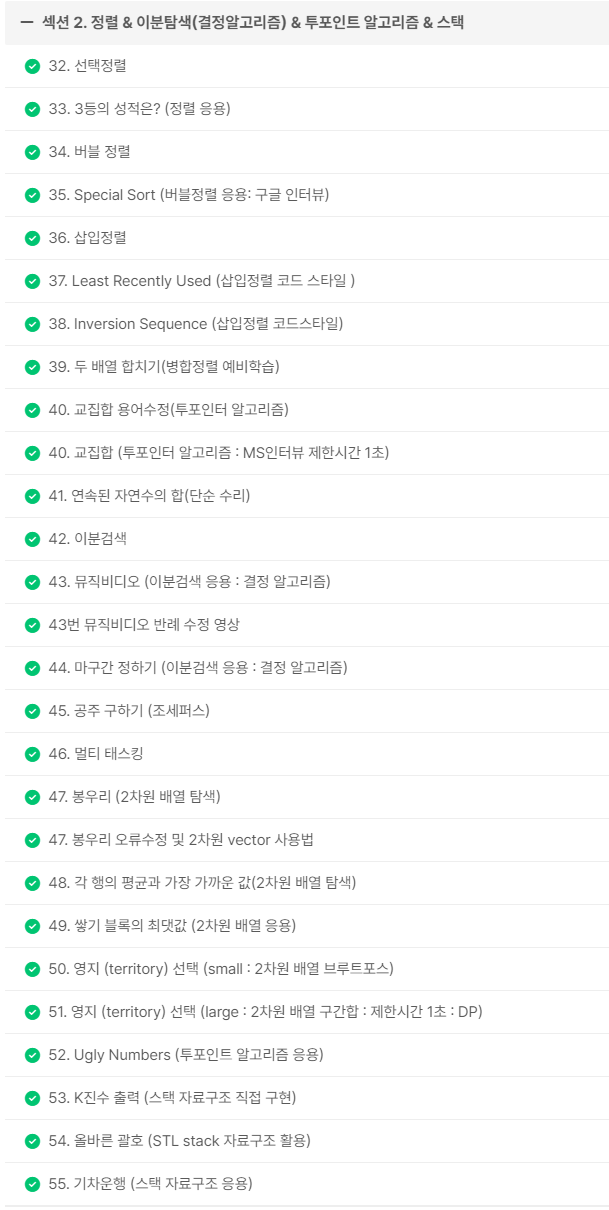 섹션 2. 정렬 & 이분탐색(결정알고리즘) & 투포인트 알고리즘 & 스택
32. 선택정렬
33. 3등의 성적은? (정렬 응용)
34. 버블 정렬
35. Special Sort (버블정렬 응용: 구글 인터뷰)
36. 삽입정렬
37. Least Recently Used (삽입정렬 코드 스타일 )
38. Inversion Sequence (삽입정렬 코드스타일)
39. 두 배열 합치기(병합정렬 예비학습)
40. 교집합 용어수정(투포인터 알고리즘)
40. 교집합 (투포인터 알고리즘 : MS인터뷰 제한시간 1초)
41. 연속된 자연수의 합(단순 수리)
42. 이분검색
43. 뮤직비디오 (이분검색 응용 : 결정 알고리즘)
43번 뮤직비디오 반례 수정 영상
44. 마구간 정하기 (이분검색 응용 : 결정 알고리즘)
45. 공주 구하기 (조세퍼스)
46. 멀티 태스킹
47. 봉우리 (2차원 배열 탐색)
47. 봉우리 오류수정 및 2차원 vector 사용법
48. 각 행의 평균과 가장 가까운 값(2차원 배열 탐색)
49. 쌓기 블록의 최댓값 (2차원 배열 응용)
50. 영지 (territory) 선택 (small : 2차원 배열 브루트포스)
51. 영지 (territory) 선택 (large : 2차원 배열 구간합 : 제한시간 1초 : DP)
52. Ugly Numbers (투포인트 알고리즘 응용)
53. K진수 출력 (스택 자료구조 직접 구현)
54. 올바른 괄호 (STL stack 자료구조 활용)
55. 기차운행 (스택 자료구조 응용)